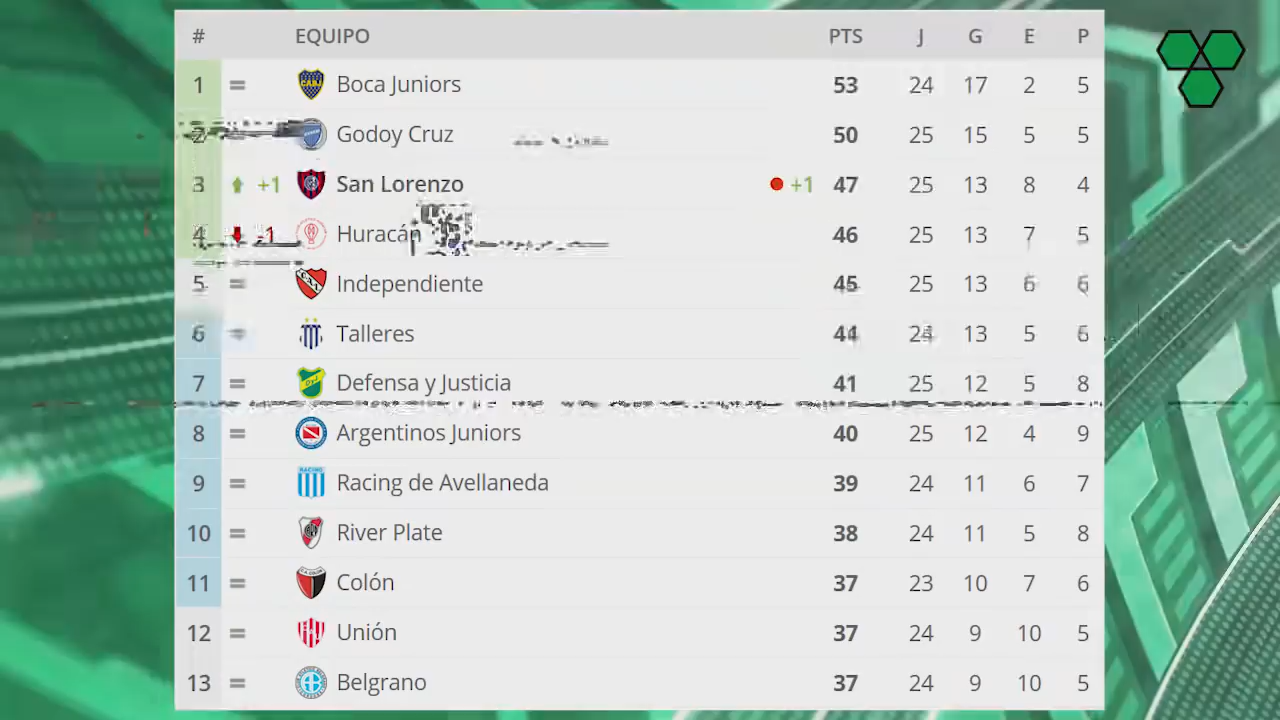 # EQUIPO PTS J G E P
1 = Boca Juniors 53 24 17 2 5
2 Godoy Cruz 50 25 15 5 5
3 +1 San Lorenzo +1 47 25 13 8 4
4 -1 Huracán 46 25 13 7 5
5 = Independiente 45 25 13 6 6
6 = Talleres 44 24 13 5 6
7 = Defensa y Justicia 41 25 12 5 8
8 = Argentinos Juniors 40 25 12 4 9
9 = Racing de Avellaneda 39 24 11 6 7
10 = River Plate 38 24 11 5 8
11 = Colón 37 23 10 7 6
12 = Unión 37 24 9 10 5
13 = Belgrano 37 24 9 10 5